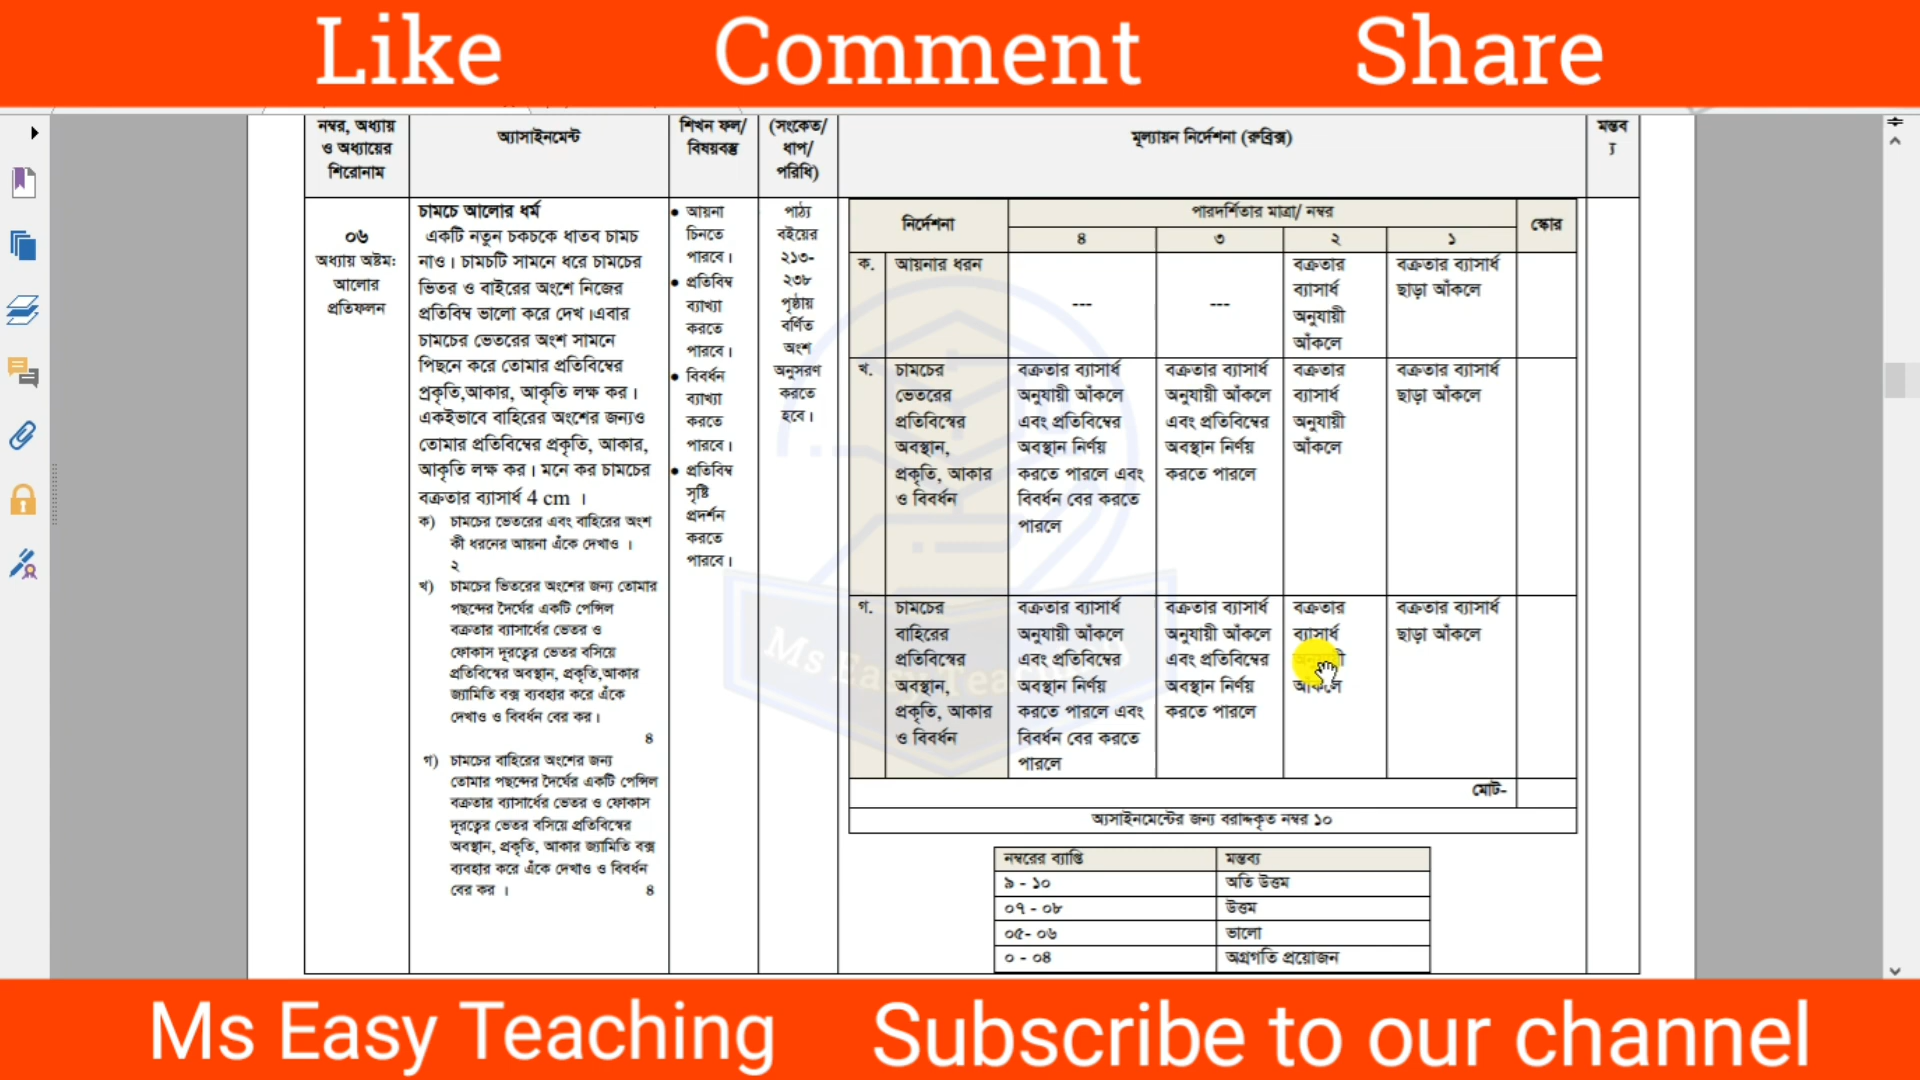 Like Comment Share
নম্বর, অধ্যায়
ও অধ্যায়ের
শিরোনাম
অ্যাসাইনমেন্ট
শিখন ফল/
বিষয়বস্তু
(সংকেত/
ধাপ/
পরিধি)
মূল্যায়ন নির্দেশনা (রুব্রিক্স)
মন্তব
্য
০৬
অধ্যায় অষ্টম:
আলোর
প্রতিফলন
চামচে আলোর ধর্ম
একটি নতুন চকচকে ধাতব চামচ
নাও। চামচটি সামনে ধরে চামচের
ভিতর ও বাইরের অংশে নিজের
প্রতিবিম্ব ভালো করে দেখ।এবার
চামচের ভেতরের অংশ সামনে
পিছনে করে তোমার প্রতিবিম্বের
প্রকৃতি,আকার, আকৃতি লক্ষ কর।
একইভাবে বাহিরের অংশের জন্যও
তোমার প্রতিবিম্বের প্রকৃতি, আকার,
আকৃতি লক্ষ কর। মনে কর চামচের
বক্রতার ব্যাসার্ধ 4 cm ।
ক) চামচের ভেতরের এবং বাহিরের অংশ
কী ধরনের আয়না এঁকে দেখাও ।
২
খ) চামচের ভিতরের অংশের জন্য তোমার
পছন্দের দৈর্ঘের একটি পেন্সিল
বক্রতার ব্যাসার্ধের ভেতর ও
ফোকাস দূরত্বের ভেতর বসিয়ে
প্রতিবিম্বের অবস্থান, প্রকৃতি,আকার
জ্যামিতি বক্স ব্যবহার করে এঁকে
দেখাও ও বিবর্ধন বের কর।
৪
গ) চামচের বাহিরের অংশের জন্য
তোমার পছন্দের দৈর্ঘের একটি পেন্সিল
বক্রতার ব্যাসার্ধের ভেতর ও ফোকাস
দূরত্বের ভেতর বসিয়ে প্রতিবিম্বের
অবস্থান, প্রকৃতি, আকার জ্যামিতি বক্স
ব্যবহার করে এঁকে দেখাও ও বিবর্ধন
বের কর । ৪
• আয়না
চিনতে
পারবে।
• প্রতিবিম্ব
ব্যাখ্যা
করতে
পারবে।
• বিবর্ধন
ব্যাখ্যা
করতে
পারবে।
• প্রতিবিম্ব
সৃষ্টি
প্রদর্শন
করতে
পারবে।
পাঠ্য
বইয়ের
২১৩-
২৩৮
পৃষ্ঠায়
বর্ণিত
অংশ
অনুসরণ
করতে
হবে।
নির্দেশনা
পারদর্শিতার মাত্রা/ নম্বর
স্কোর
৪ ৩ ২ ১
ক. আয়নার ধরন
---
---
বক্রতার
ব্যাসার্ধ
অনুযায়ী
আঁকলে
বক্রতার ব্যাসার্ধ
ছাড়া আঁকলে
খ. চামচের
ভেতরের
প্রতিবিম্বের
অবস্থান,
প্রকৃতি, আকার
ও বিবর্ধন
বক্রতার ব্যাসার্ধ
অনুযায়ী আঁকলে
এবং প্রতিবিম্বের
অবস্থান নির্ণয়
করতে পারলে এবং
বিবর্ধন বের করতে
পারলে
বক্রতার ব্যাসার্ধ
অনুযায়ী আঁকলে
এবং প্রতিবিম্বের
অবস্থান নির্ণয়
করতে পারলে
বক্রতার
ব্যাসার্ধ
অনুযায়ী
আঁকলে
বক্রতার ব্যাসার্ধ
ছাড়া আঁকলে
গ. চামচের
বাহিরের
প্রতিবিম্বের
অবস্থান,
প্রকৃতি, আকার
ও বিবর্ধন
বক্রতার ব্যাসার্ধ
অনুযায়ী আঁকলে
এবং প্রতিবিম্বের
অবস্থান নির্ণয়
করতে পারলে এবং
বিবর্ধন বের করতে
পারলে
বক্রতার ব্যাসার্ধ
অনুযায়ী আঁকলে
এবং প্রতিবিম্বের
অবস্থান নির্ণয়
করতে পারলে
বক্রতার
ব্যাসার্ধ
অনুযায়ী
আঁকলে
বক্রতার ব্যাসার্ধ
ছাড়া আঁকলে
মোট-
অ্যসাইনমেন্টের জন্য বরাদ্দকৃত নম্বর ১০
নম্বরের ব্যাপ্তি মন্তব্য
৯ - ১০ অতি উত্তম
০৭ - ০৮ উত্তম
০৫- ০৬ ভালো
০ - ০৪ অগ্রগতি প্রয়োজন
Ms Easy Teaching
Ms Easy Teaching Subscribe to our channel